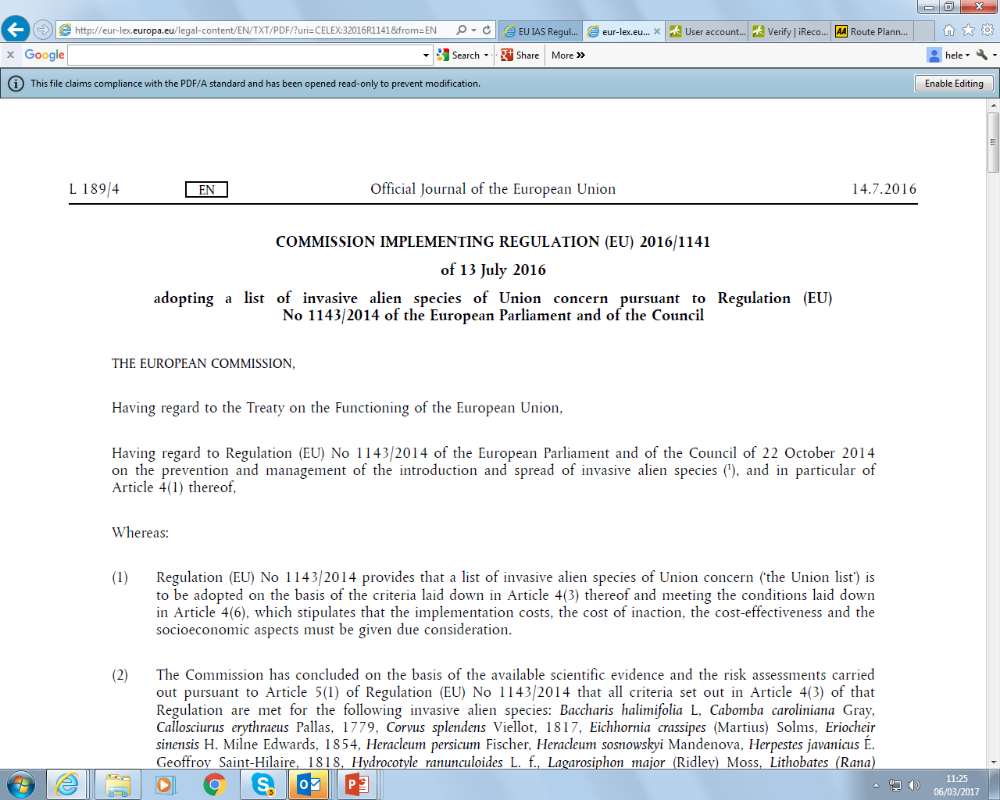 http://eur-lex.europa.eu/legal-content/EN/TXT/PDF/?uri=CELEX:32016R1141&from=EN
EU IAS Regul...
eur-lex.eu...
User account...
Verify | iReco...
AA Route Plann...
x Google Search Share More »
hele
This file claims compliance with the PDF/A standard and has been opened read-only to prevent modification.
Enable Editing
L 189/4 EN Official Journal of the European Union 14.7.2016
COMMISSION IMPLEMENTING REGULATION (EU) 2016/1141
of 13 July 2016
adopting a list of invasive alien species of Union concern pursuant to Regulation (EU)
No 1143/2014 of the European Parliament and of the Council
THE EUROPEAN COMMISSION,
Having regard to the Treaty on the Functioning of the European Union,
Having regard to Regulation (EU) No 1143/2014 of the European Parliament and of the Council of 22 October 2014
on the prevention and management of the introduction and spread of invasive alien species (¹), and in particular of
Article 4(1) thereof,
Whereas:
(1) Regulation (EU) No 1143/2014 provides that a list of invasive alien species of Union concern (‘the Union list’) is
to be adopted on the basis of the criteria laid down in Article 4(3) thereof and meeting the conditions laid down
in Article 4(6), which stipulates that the implementation costs, the cost of inaction, the cost-effectiveness and the
socioeconomic aspects must be given due consideration.
(2) The Commission has concluded on the basis of the available scientific evidence and the risk assessments carried
out pursuant to Article 5(1) of Regulation (EU) No 1143/2014 that all criteria set out in Article 4(3) of that
Regulation are met for the following invasive alien species: Baccharis halimifolia L, Cabomba caroliniana Gray,
Callosciurus erythraeus Pallas, 1779, Corvus splendens Viellot, 1817, Eichhornia crassipes (Martius) Solms, Eriocheir
sinensis H. Milne Edwards, 1854, Heracleum persicum Fischer, Heracleum sosnowskyi Mandenova, Herpestes javanicus É.
Geoffroy Saint-Hilaire, 1818, Hydrocotyle ranunculoides L. f., Lagarosiphon major (Ridley) Moss, Lithobates (Rana)
3
11:25
06/03/2017